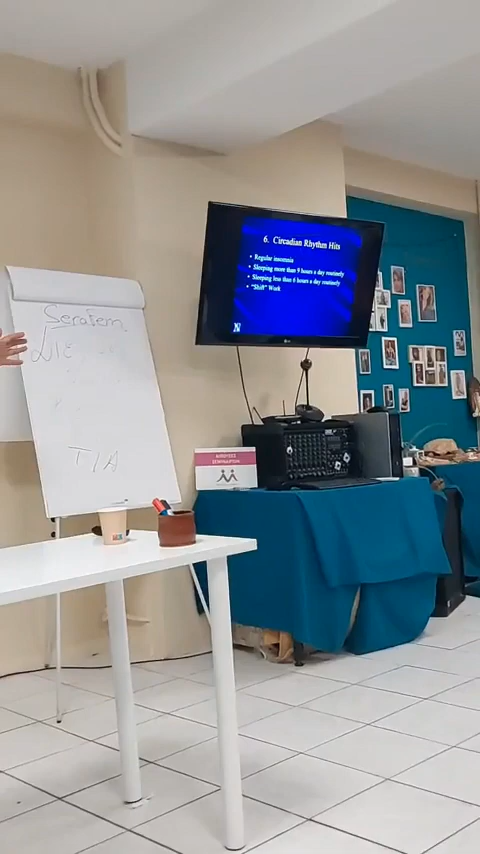 Serafem
TIA
6. Circadian Rhythm Hits
• Regular insomnia
• Sleeping more than 9 hours a day routinely
• Sleeping less than 6 hours a day routinely
• "Shift" Work
LG